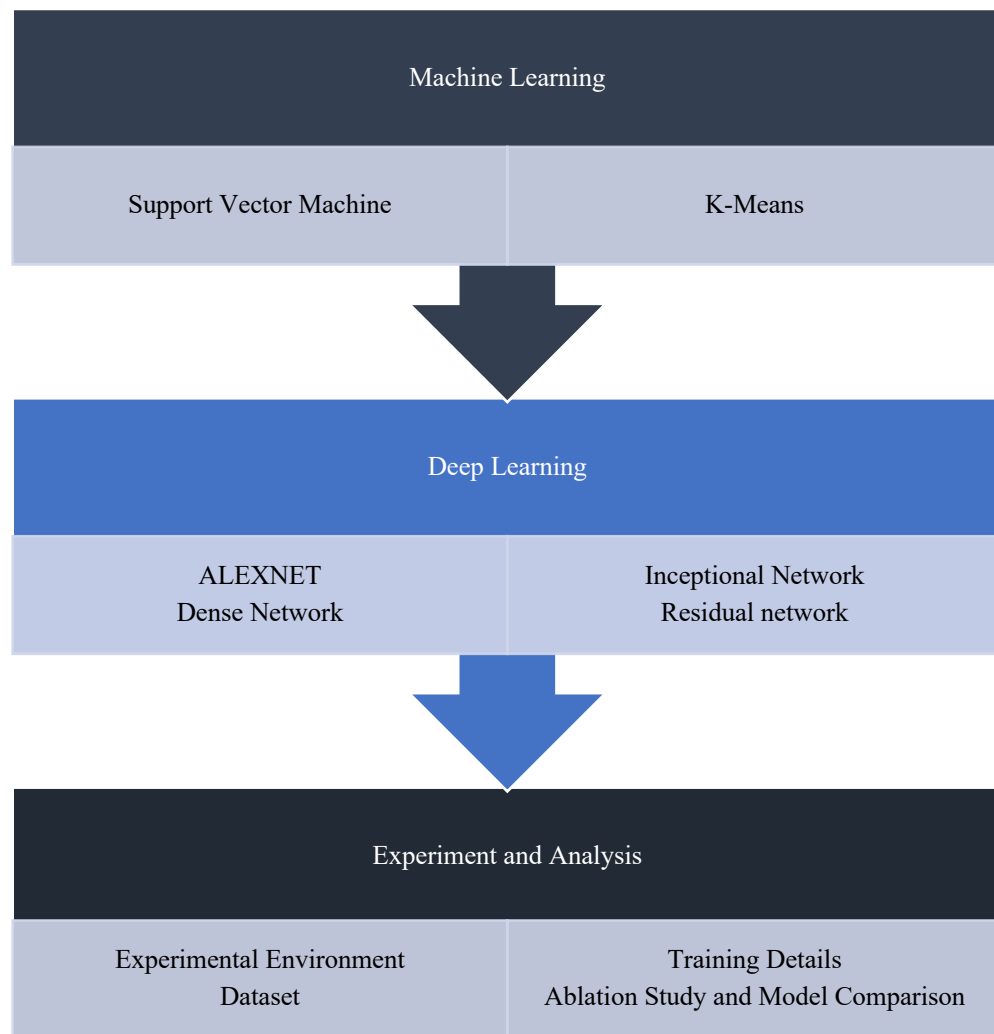 Machine Learning
Support Vector Machine
K-Means
Deep Learning
ALEXNET
Dense Network
Inceptional Network
Residual network
Experiment and Analysis
Experimental Environment
Dataset
Training Details
Ablation Study and Model Comparison